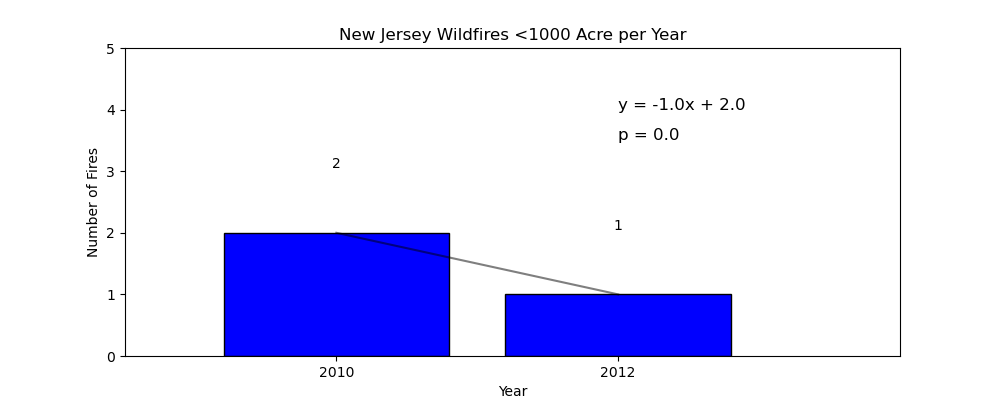 New Jersey Wildfires <1000 Acre per Year
5
4
3
2
1
0
Number of Fires
y = -1.0x + 2.0
p = 0.0
2
1
2010
2012
Year